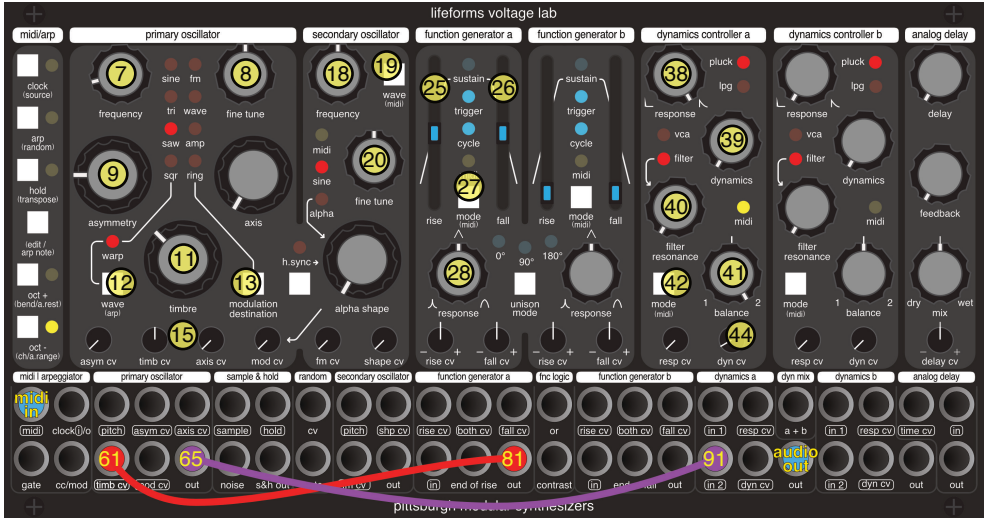 lifeforms voltage lab
midi/arp primary oscillator secondary oscillator function generator a function generator b dynamics controller a dynamics controller b analog delay
7 sine fm 8 18 19 25 sustain 26 sustain 38 pluck pluck
clock (source) frequency tri wave fine tune frequency wave (midi) trigger trigger response lpg response lpg delay
arp (random) saw amp midi cycle cycle vca 39 vca
9 sqr ring sine 20 27 midi filter dynamics filter dynamics
hold (transpose) asymmetry axis alpha fine tune rise mode (midi) fall rise mode (midi) fall 40 midi midi feedback
(edit / arp note) warp 11 h.sync 28 0° 90° 180° filter resonance 41 filter resonance
oct + (bend/a.rest) 12 wave (arp) timbre 13 modulation destination alpha shape response unison mode response 42 mode (midi) 1 2 balance mode (midi) 1 2 balance dry wet mix
oct - (ch/a.range) asym cv timb cv 15 axis cv mod cv fm cv shape cv - + rise cv - + fall cv - + rise cv - + fall cv resp cv 44 dyn cv resp cv dyn cv - + delay cv
midi | arpeggiator primary oscillator sample & hold random secondary oscillator function generator a fnc logic function generator b dynamics a dyn mix dynamics b analog delay
midi in
midi clock(i)/o pitch asym cv axis cv sample hold cv pitch shp cv rise cv both cv fall cv or rise cv both cv fall cv in 1 resp cv a + b in 1 resp cv time cv in
61 65 81 91 audio out
gate cc/mod timb cv mod cv out noise s&h out out in end of rise out contrast in out in 2 dyn cv in 2 dyn cv out out
pittsburgh modular synthesizers